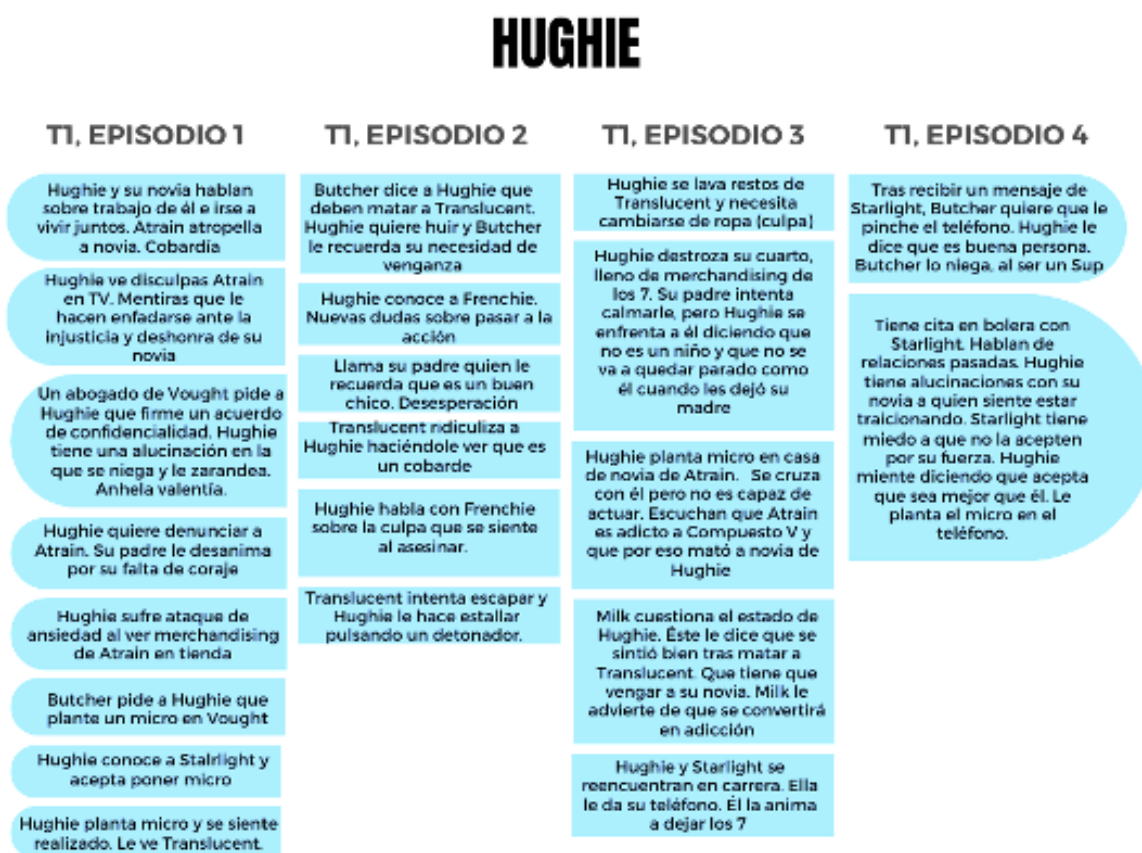 HUGHIE
T1, EPISODIO 1
Hughie y su novia hablan
sobre trabajo de él e irse a
vivir juntos. Atrain atropella
a novia. Cobardía
Hughie ve disculpas Atrain
en TV. Mentiras que le
hacen enfadarse ante la
injusticia y deshonra de su
novia
Un abogado de Vought pide a
Hughie que firme un acuerdo
de confidencialidad. Hughie
tiene una alucinación en la
que se niega y le zarandea.
Anhela valentía.
Hughie quiere denunciar a
Atrain. Su padre le desanima
por su falta de coraje
Hughie sufre ataque de
ansiedad al ver merchandising
de Atrain en tienda
Butcher pide a Hughie que
plante un micro en Vought
Hughie conoce a Stalrlight y
acepta poner micro
Hughie planta micro y se siente
realizado. Le ve Translucent.
T1, EPISODIO 2
Butcher dice a Hughie que
deben matar a Translucent.
Hughie quiere huir y Butcher
le recuerda su necesidad de
venganza
Hughie conoce a Frenchie.
Nuevas dudas sobre pasar a la
acción
Llama su padre quien le
recuerda que es un buen
chico. Desesperación
Translucent ridiculiza a
Hughie haciéndole ver que es
un cobarde
Hughie habla con Frenchie
sobre la culpa que se siente
al asesinar.
Translucent intenta escapar y
Hughie le hace estallar
pulsando un detonador.
T1, EPISODIO 3
Hughie se lava restos de
Translucent y necesita
cambiarse de ropa (culpa)
Hughie destroza su cuarto,
lleno de merchandising de
los 7. Su padre intenta
calmarle, pero Hughie se
enfrenta a él diciendo que
no es un niño y que no se
va a quedar parado como
él cuando les dejó su
madre
Hughie planta micro en casa
de novia de Atrain. Se cruza
con él pero no es capaz de
actuar. Escuchan que Atrain
es adicto a Compuesto V y
que por eso mató a novia de
Hughie
Milk cuestiona el estado de
Hughie. Éste le dice que se
sintió bien tras matar a
Translucent. Que tiene que
vengar a su novia. Milk le
advierte de que se convertirá
en adicción
Hughie y Starlight se
reencuentran en carrera. Ella
le da su teléfono. Él la anima
a dejar los 7
T1, EPISODIO 4
Tras recibir un mensaje de
Starlight, Butcher quiere que le
pinche el teléfono. Hughie le
dice que es buena persona.
Butcher lo niega, al ser un Sup
Tiene cita en bolera con
Starlight. Hablan de
relaciones pasadas. Hughie
tiene alucinaciones con su
novia a quien siente estar
traicionando. Starlight tiene
miedo a que no la acepten
por su fuerza. Hughie
miente diciendo que acepta
que sea mejor que él. Le
planta el micro en el
teléfono.